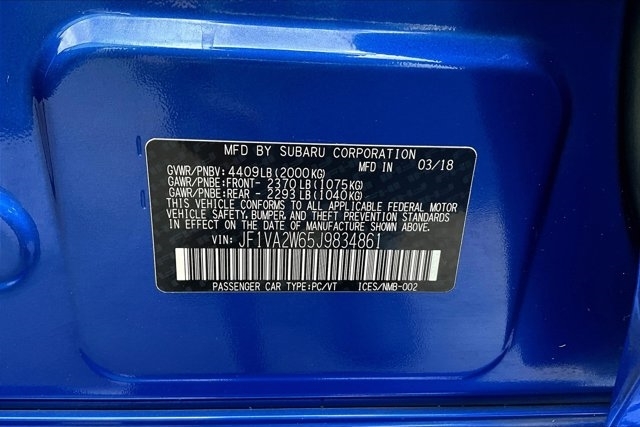 MFD BY SUBARU CORPORATION
MFD IN 03/18
GVWR/PNBV: 4409LB(2000KG)
GAWR/PNBE:FRONT- 2370LB(1075KG)
GAWR/PNBE:REAR - 2293LB(1040KG)
THIS VEHICLE CONFORMS TO ALL APPLICABLE FEDERAL MOTOR
VEHICLE SAFETY, BUMPER, AND THEFT PREVENTION STANDARDS
IN EFFECT ON THE DATE OF MANUFACTURE SHOWN ABOVE.
VIN: JF1VA2W65J9834861
PASSENGER CAR TYPE:PC/VT ICES/NMB-002